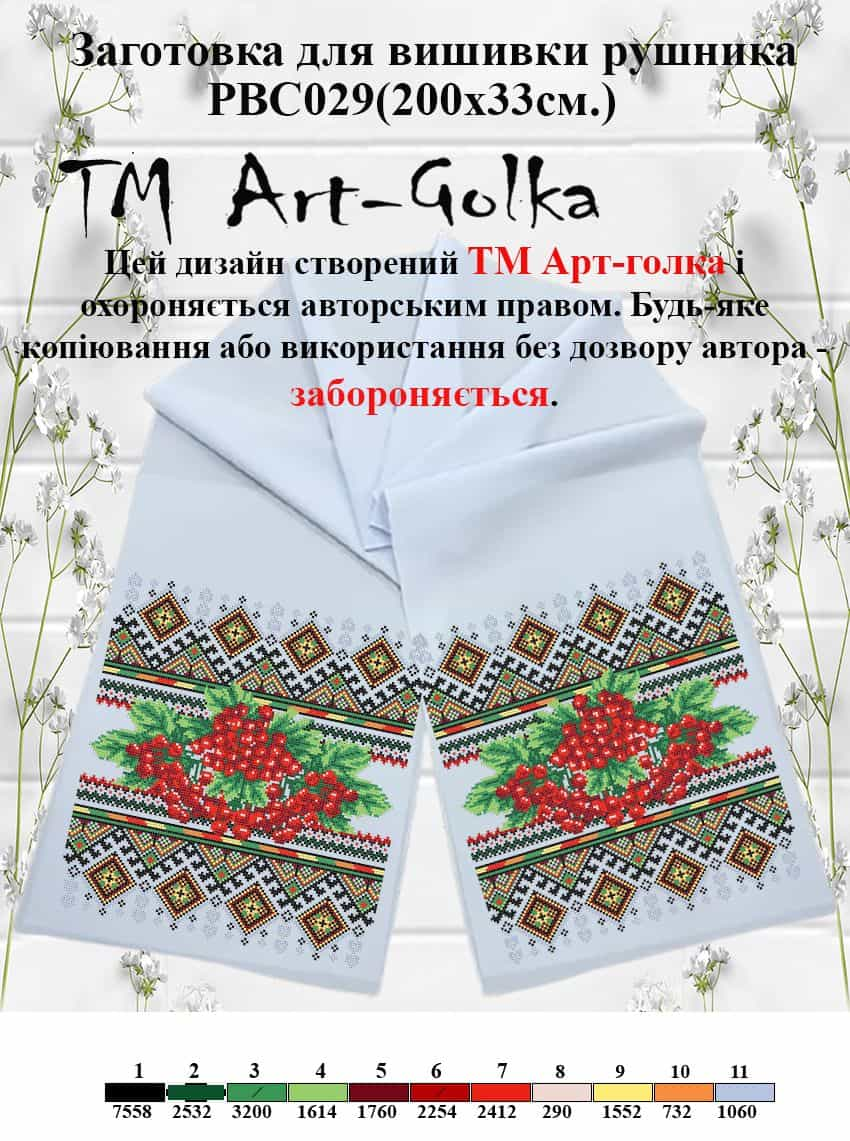 Заготовка для вишивки рушника
РВС029(200х33см.)
TM Art-Golka
Цей дизайн створений ТМ Арт-голка і
охороняється авторським правом. Будь-яке
копіювання або використання без дозволу автора -
забороняється.
1 2 3 4 5 6 7 8 9 10 11
7558 2532 3200 1614 1760 2254 2412 290 1552 732 1060